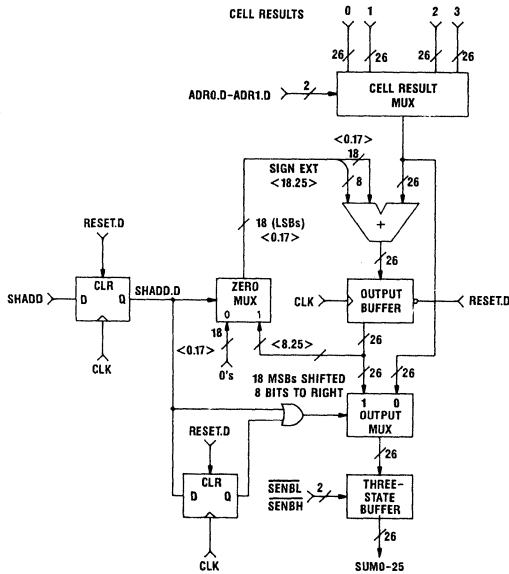 CELL RESULTS
0 1 2 3
26 26 26 26
ADR0.D-ADR1.D
2
CELL RESULT
MUX
<0.17>
18
SIGN EXT
<18.25>
8
26
18 (LSBs)
<0.17>
+
26
RESET.D
CLR
SHADD
D
Q
SHADD.D
CLK
ZERO
MUX
0 1
18
<0.17>
0's
<8.25>
CLK
OUTPUT
BUFFER
RESET.D
26
26
26
18 MSBs SHIFTED
8 BITS TO RIGHT
1 0
OUTPUT
MUX
26
RESET.D
CLR
D
Q
CLK
SENBL
SENBH
2
THREE-
STATE
BUFFER
26
SUM0-25